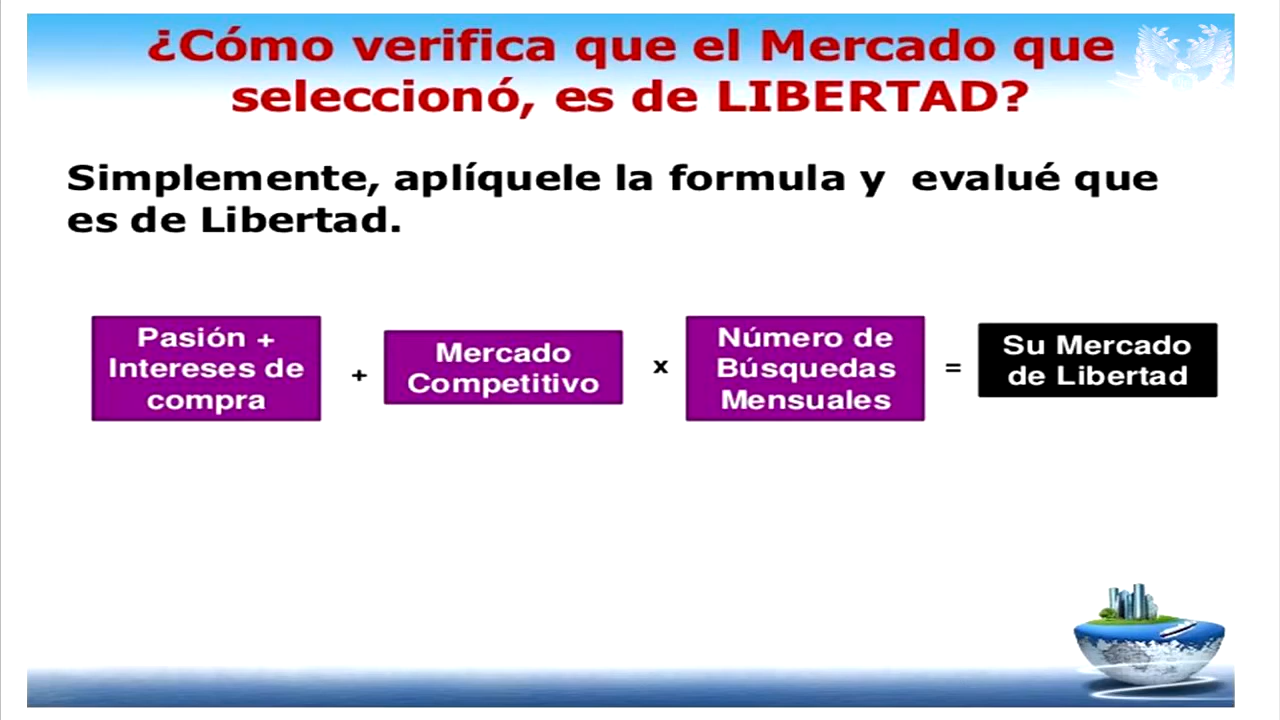 ¿Cómo verifica que el Mercado que
seleccionó, es de LIBERTAD?
Simplemente, aplíquele la formula y evalué que
es de Libertad.
Pasión +
Intereses de
compra
+
Mercado
Competitivo
x
Número de
Búsquedas
Mensuales
=
Su Mercado
de Libertad